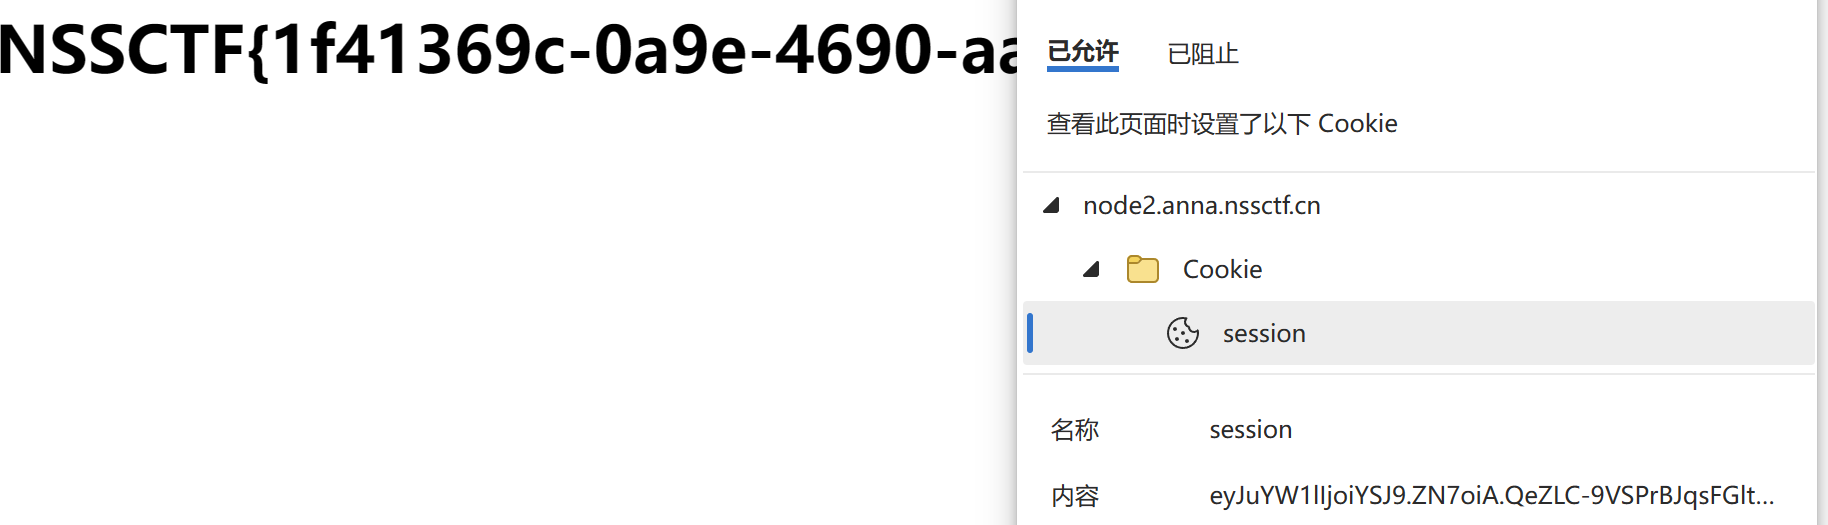 NSSCTF{1f41369c-0a9e-4690-aa
已允许 已阻止
查看此页面时设置了以下 Cookie
node2.anna.nssctf.cn
Cookie
session
名称 session
内容 eyJuYW1lIjoiYSJ9.ZN7oiA.QeZLC-9VSPrBJqsFGlt...